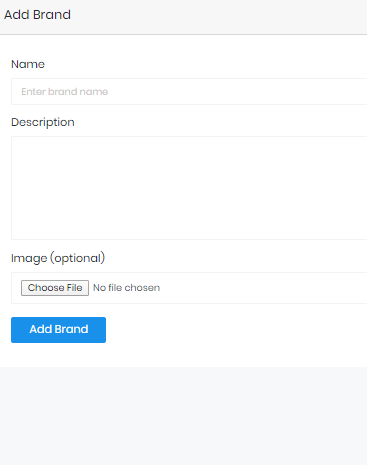 Add Brand
Name
Enter brand name
Description
Image (optional)
Choose File No file chosen
Add Brand